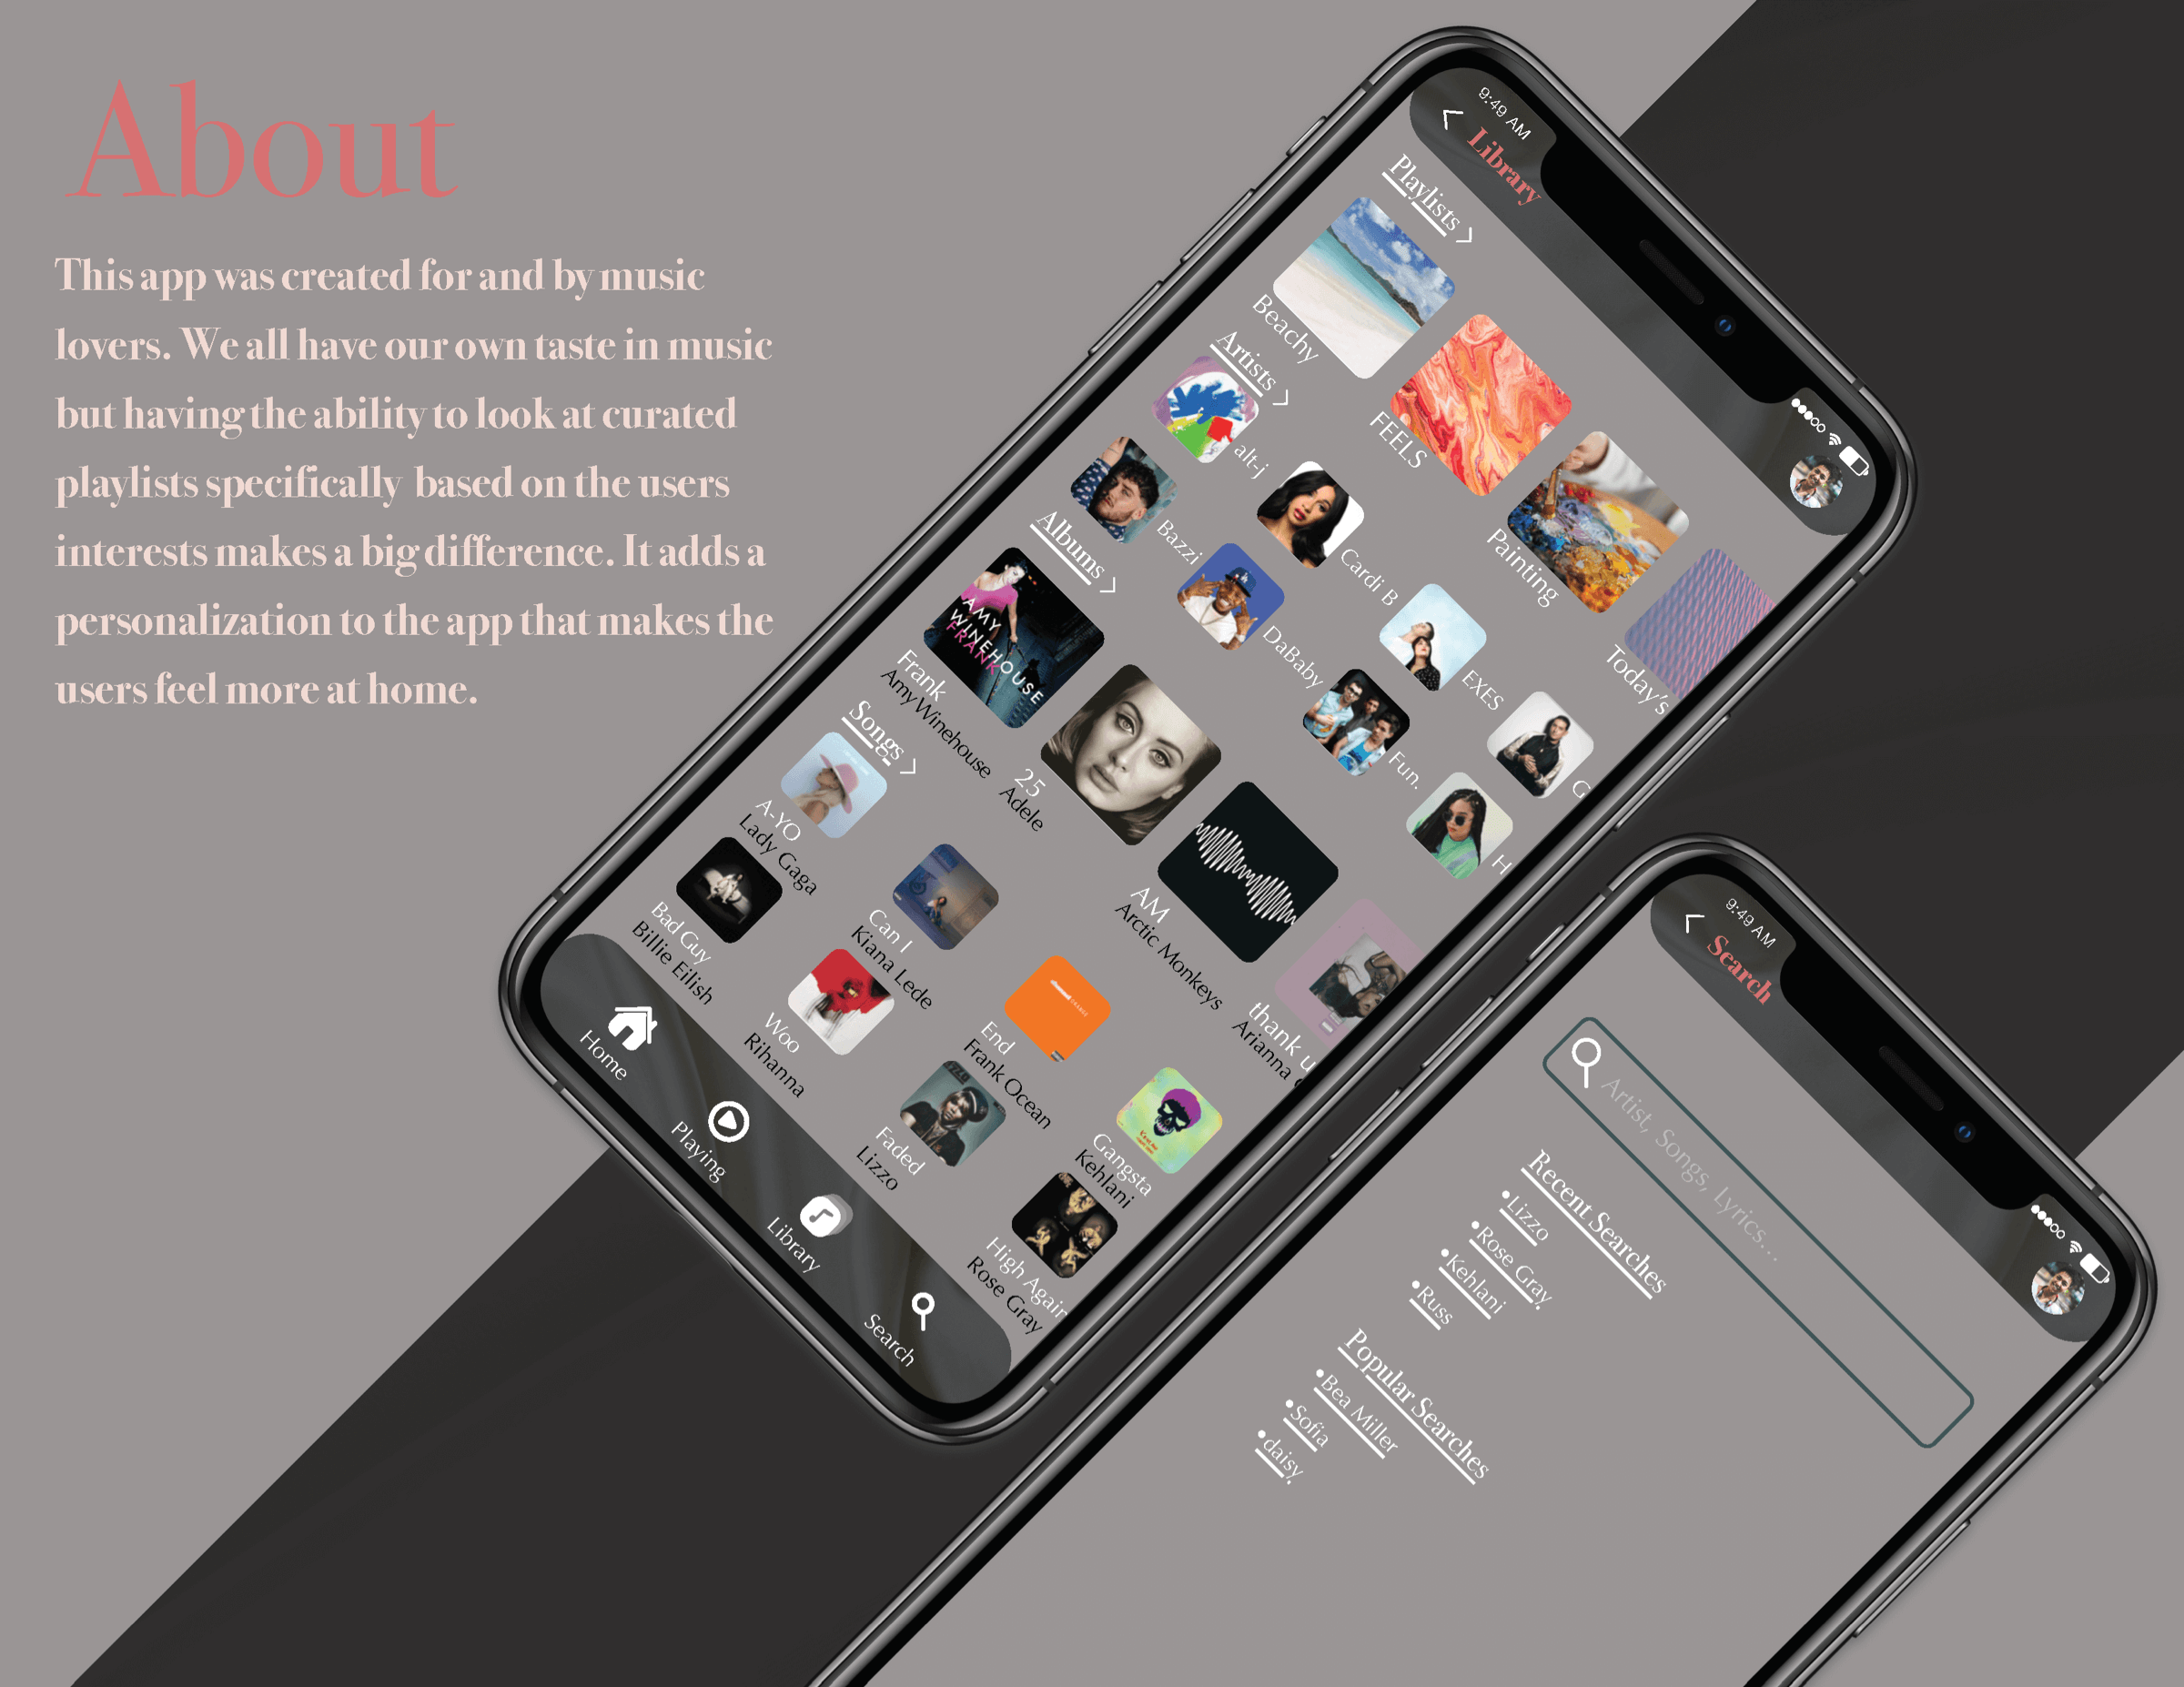 About
This app was created for and by music
lovers. We all have our own taste in music
but having the ability to look at curated
playlists specifically based on the users
interests makes a big difference. It adds a
personalization to the app that makes the
users feel more at home.
9:49 AM
Library
Playlists
Beachy
FEELS
Painting
Today's
Artists
alt-j
Cardi B
EXES
G
Bazzi
DaBaby
Fun.
H
Albums
AMY
WINEHOUSE
FRANK
Frank
Amy Winehouse
25
Adele
AM
Arctic Monkeys
thank u
Arianna
Songs
A-YO
Lady Gaga
Can I
Kiana Lede
End
Frank Ocean
Gangsta
Kehlani
Bad Guy
Billie Eilish
Woo
Rihanna
Faded
Lizzo
High Again
Rose Gray
Home
Playing
Library
Search
9:49 AM
Search
Artist, Songs, Lyrics...
Recent Searches
•Lizzo
•Rose Gray
•Kehlani
•Russ
Popular Searches
•Bea Miller
•Sofia
•daisy